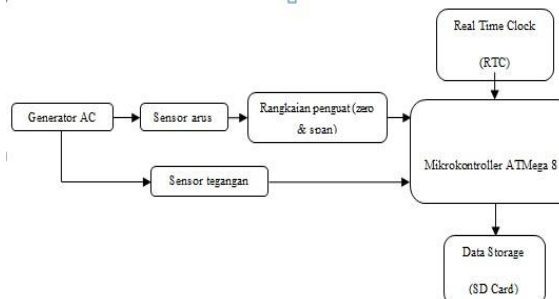 Real Time Clock
(RTC)
Generator AC
Sensor arus
Rangkaian penguat (zero
& span)
Mikrokontroller ATMega 8
Sensor tegangan
Data Storage
(SD Card)